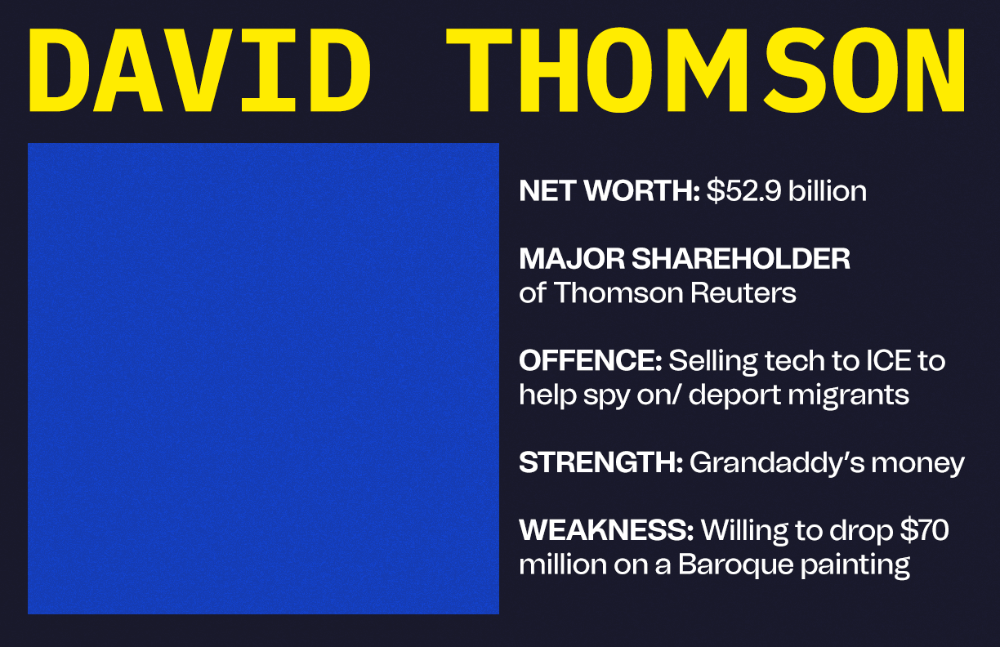 DAVID THOMSON
NET WORTH: $52.9 billion
MAJOR SHAREHOLDER
of Thomson Reuters
OFFENCE: Selling tech to ICE to
help spy on/ deport migrants
STRENGTH: Grandaddy’s money
WEAKNESS: Willing to drop $70
million on a Baroque painting